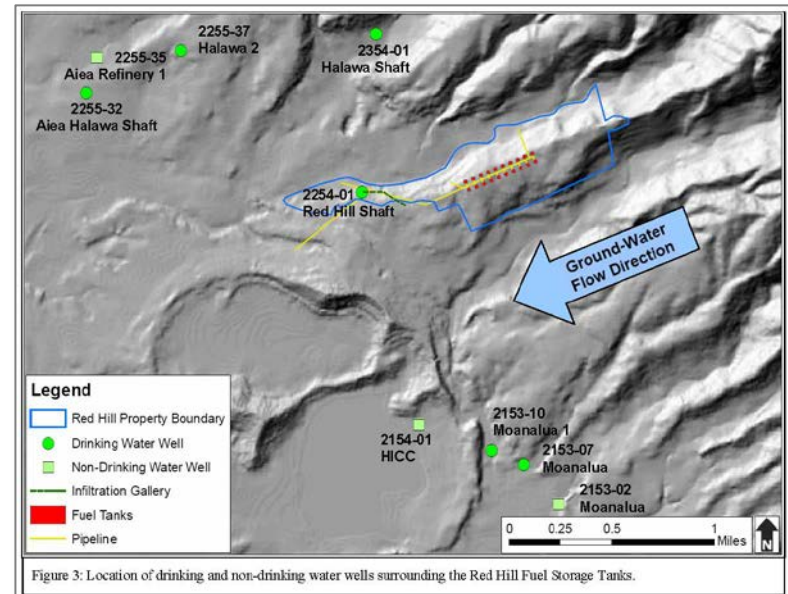 2255-37
Halawa 2
2354-01
Halawa Shaft
2255-35
Aiea Refinery 1
2255-32
Aiea Halawa Shaft
2254-01
Red Hill Shaft
Ground-Water
Flow Direction
Legend
Red Hill Property Boundary
Drinking Water Well
Non-Drinking Water Well
Infiltration Gallery
Fuel Tanks
Pipeline
2154-01
HICC
2153-10
Moanalua 1
2153-07
Moanalua
2153-02
Moanalua
0 0.25 0.5 1
Miles
N
Figure 3: Location of drinking and non-drinking water wells surrounding the Red Hill Fuel Storage Tanks.